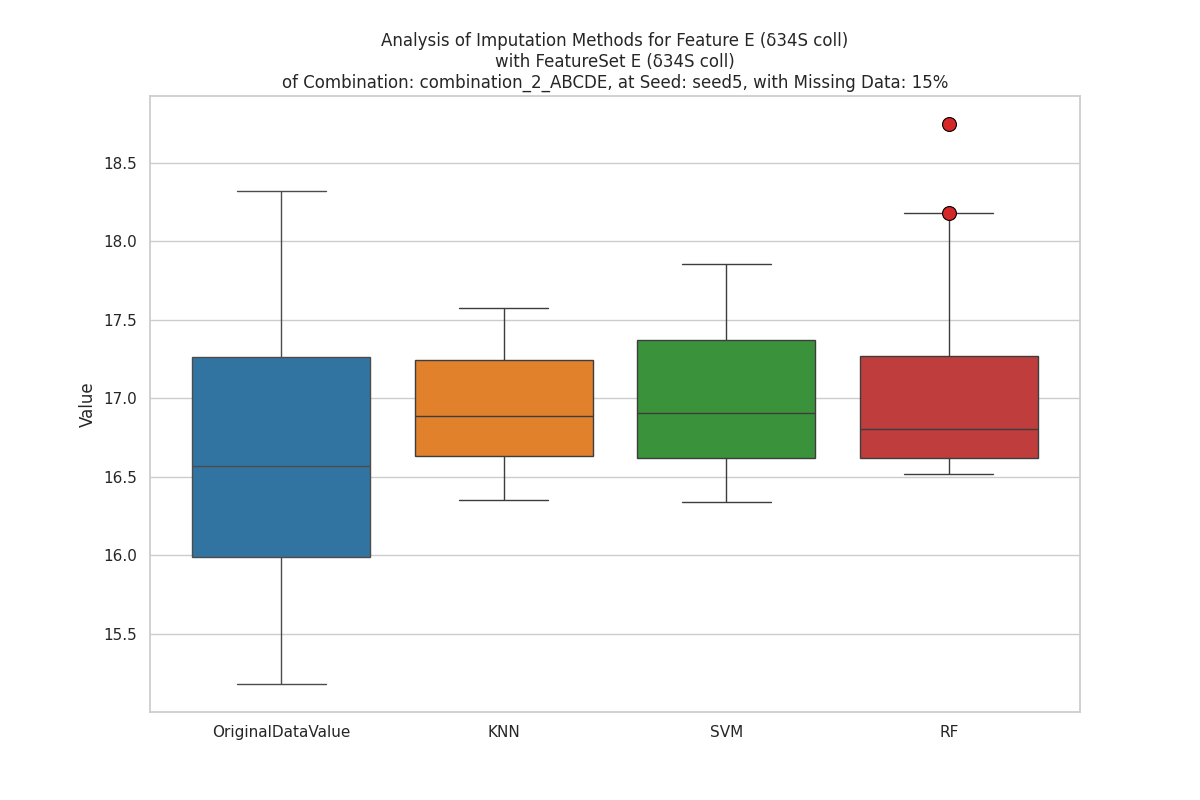 Analysis of Imputation Methods for Feature E (δ34S coll)
with FeatureSet E (δ34S coll)
of Combination: combination_2_ABCDE, at Seed: seed5, with Missing Data: 15%
18.5
18.0
17.5
17.0
16.5
16.0
15.5
Value
OriginalDataValue
KNN
SVM
RF